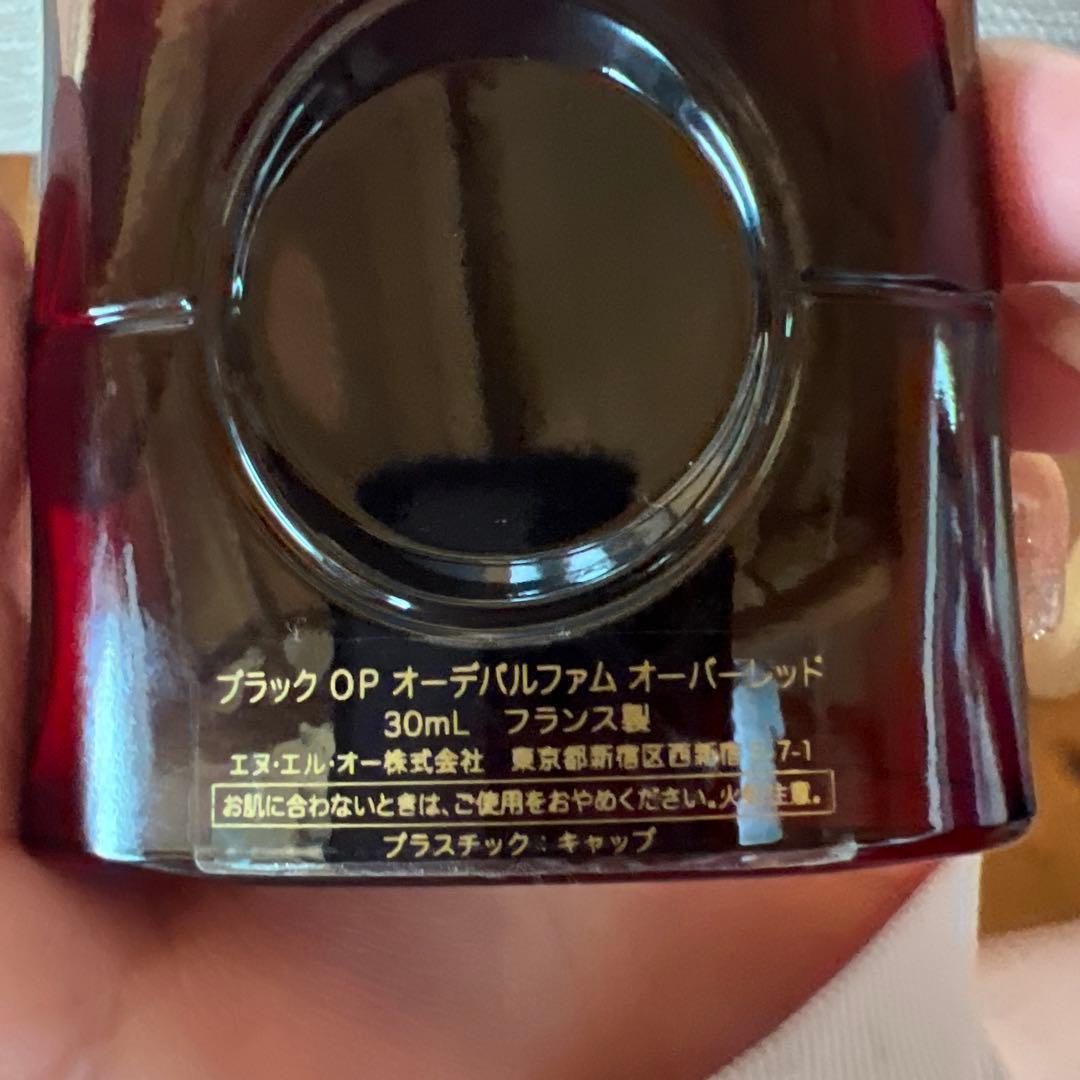 ブラック OP オーデパルファム オーバーレッド
30mL フランス製
エヌ・エル・オー株式会社 東京都新宿区西新宿 7-1
お肌に合わないときは、ご使用をおやめください。火気注意。
プラスチック:キャップ